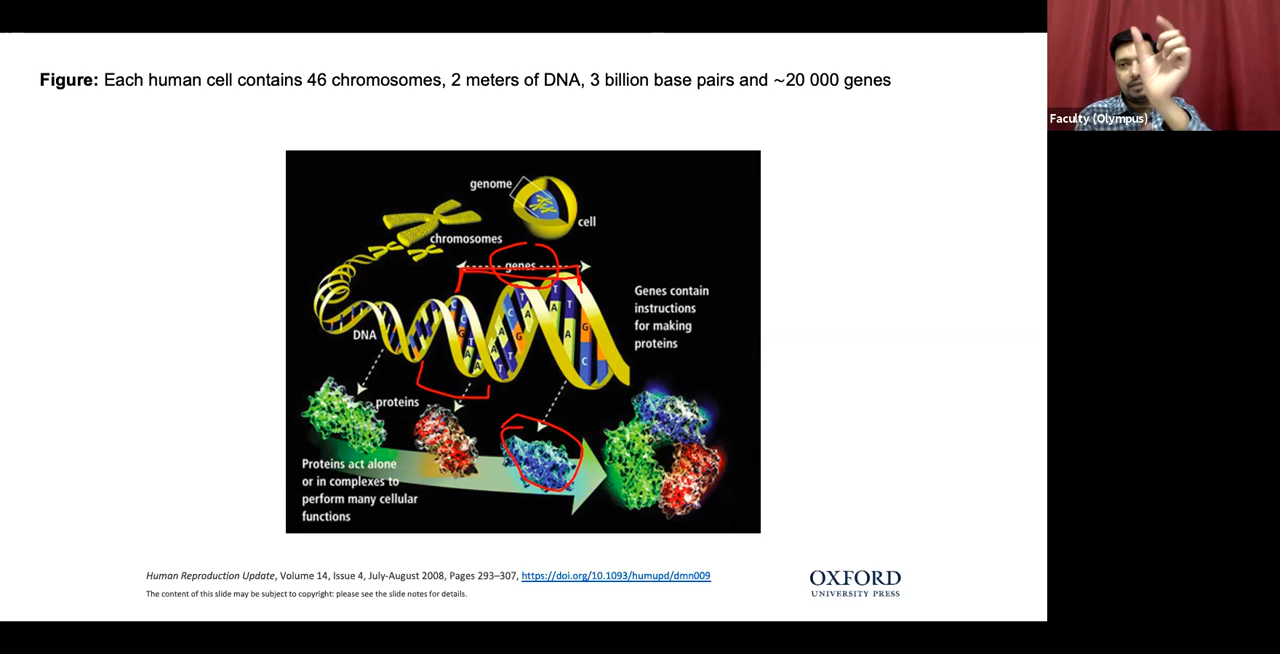 Figure: Each human cell contains 46 chromosomes, 2 meters of DNA, 3 billion base pairs and ~20 000 genes
Faculty (Olympus)
genome
cell
chromosomes
genes
Genes contain
instructions
for making
proteins
DNA
C
C
G
T
A
A
A
A
T
T
C
A
G
T
A
T
A
G
C
proteins
Proteins act alone
or in complexes to
perform many cellular
functions
Human Reproduction Update, Volume 14, Issue 4, July-August 2008, Pages 293–307, https://doi.org/10.1093/humupd/dmn009
The content of this slide may be subject to copyright: please see the slide notes for details.
OXFORD
UNIVERSITY PRESS